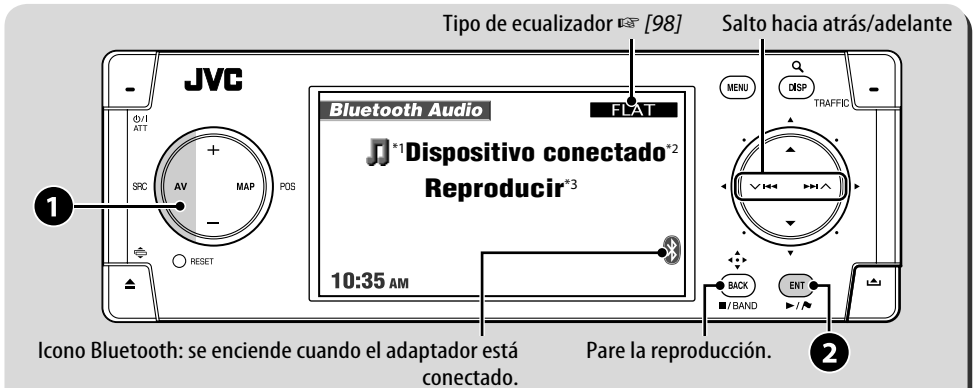 Tipo de ecualizador ☞ [98]
Salto hacia atrás/adelante
JVC
MENU
DISP
TRAFFIC
⏻/I
ATT
Bluetooth Audio
FLAT
*1Dispositivo conectado*2
Reproducir*3
+
SRC
AV
MAP
POS
–
1
RESET
10:35 AM
BACK
ENT
■/BAND
►/⚑
Icono Bluetooth: se enciende cuando el adaptador está
conectado.
Pare la reproducción.
2